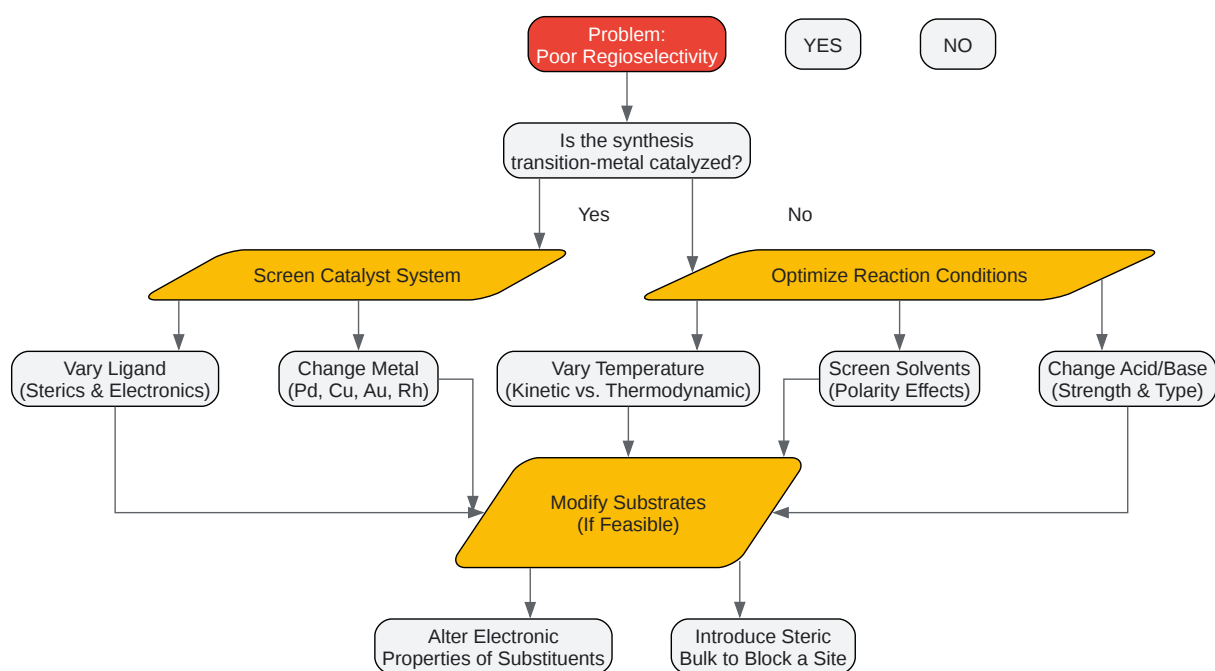 Problem:
Poor Regioselectivity
YES
NO
Is the synthesis
transition-metal catalyzed?
Yes
No
Screen Catalyst System
Optimize Reaction Conditions
Vary Ligand
(Sterics & Electronics)
Change Metal
(Pd, Cu, Au, Rh)
Vary Temperature
(Kinetic vs. Thermodynamic)
Screen Solvents
(Polarity Effects)
Change Acid/Base
(Strength & Type)
Modify Substrates
(If Feasible)
Alter Electronic
Properties of Substituents
Introduce Steric
Bulk to Block a Site